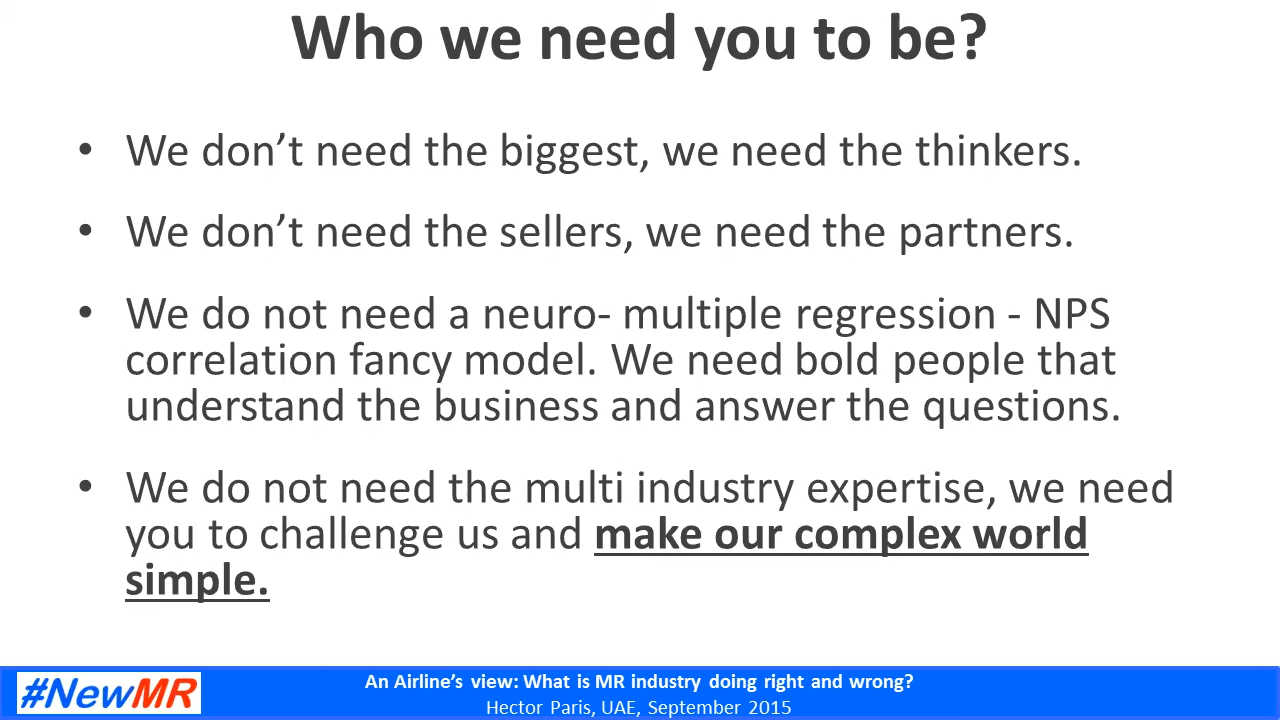 Who we need you to be?
• We don’t need the biggest, we need the thinkers.
• We don’t need the sellers, we need the partners.
• We do not need a neuro- multiple regression - NPS
correlation fancy model. We need bold people that
understand the business and answer the questions.
• We do not need the multi industry expertise, we need
you to challenge us and make our complex world
simple.
#NewMR
An Airline’s view: What is MR industry doing right and wrong?
Hector Paris, UAE, September 2015